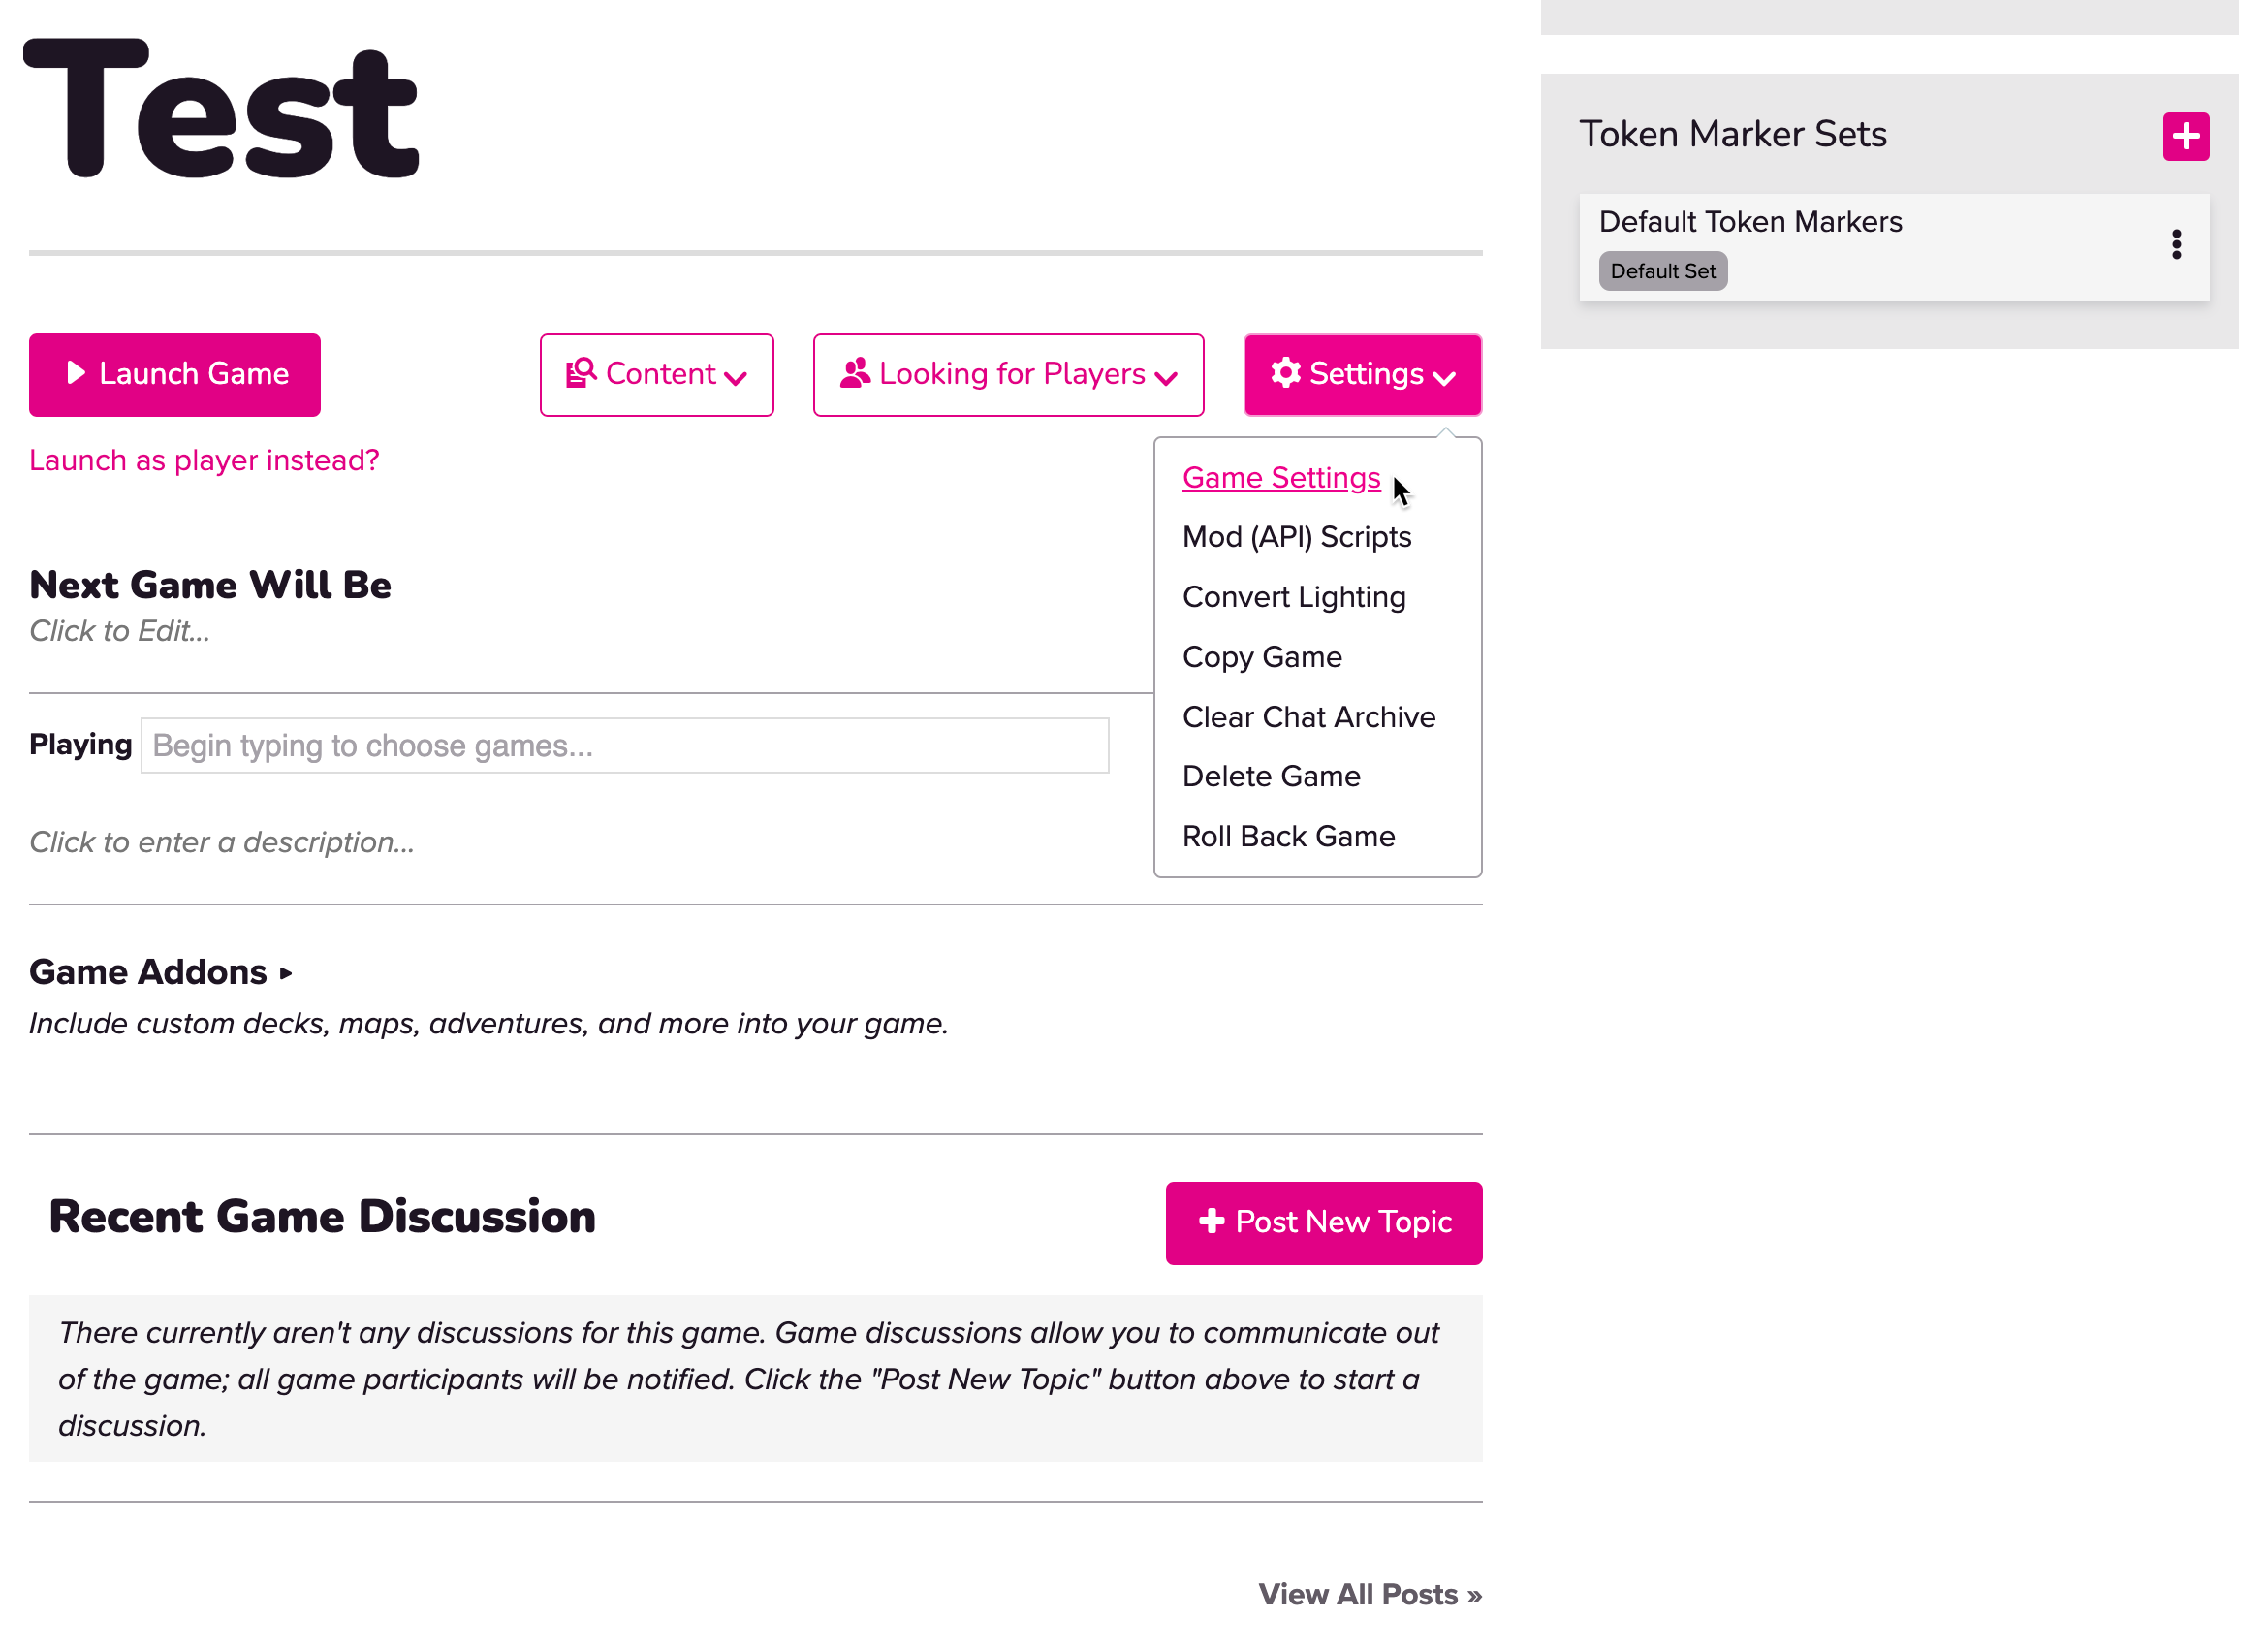 Test
Launch Game
Content
Looking for Players
Settings
Launch as player instead?
Game Settings
Mod (API) Scripts
Convert Lighting
Copy Game
Clear Chat Archive
Delete Game
Roll Back Game
Next Game Will Be
Click to Edit...
Playing
Begin typing to choose games...
Click to enter a description...
Game Addons ▸
Include custom decks, maps, adventures, and more into your game.
Recent Game Discussion
Post New Topic
There currently aren't any discussions for this game. Game discussions allow you to communicate out
of the game; all game participants will be notified. Click the "Post New Topic" button above to start a
discussion.
View All Posts »
Token Marker Sets
Default Token Markers
Default Set